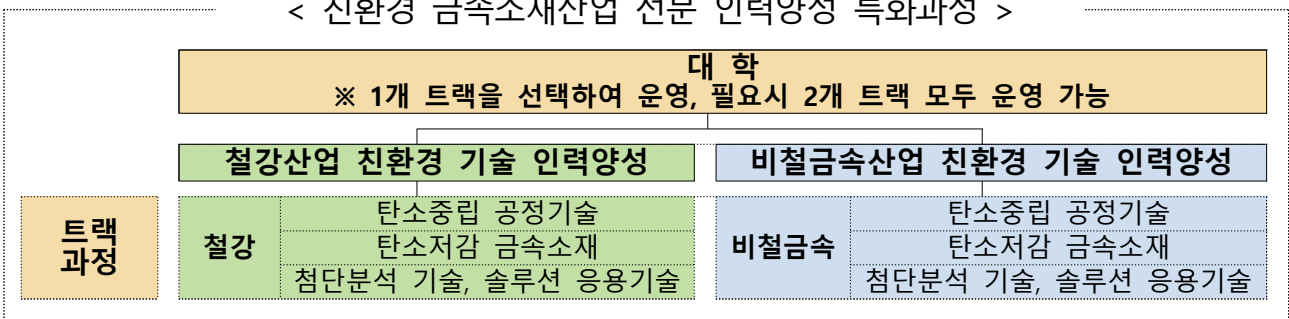 < 친환경 금속소재산업 전문 인력양성 특화과정 >
대 학
※ 1개 트랙을 선택하여 운영, 필요시 2개 트랙 모두 운영 가능
철강산업 친환경 기술 인력양성
비철금속산업 친환경 기술 인력양성
트랙
과정
철강
탄소중립 공정기술
탄소저감 금속소재
첨단분석 기술, 솔루션 응용기술
비철금속
탄소중립 공정기술
탄소저감 금속소재
첨단분석 기술, 솔루션 응용기술